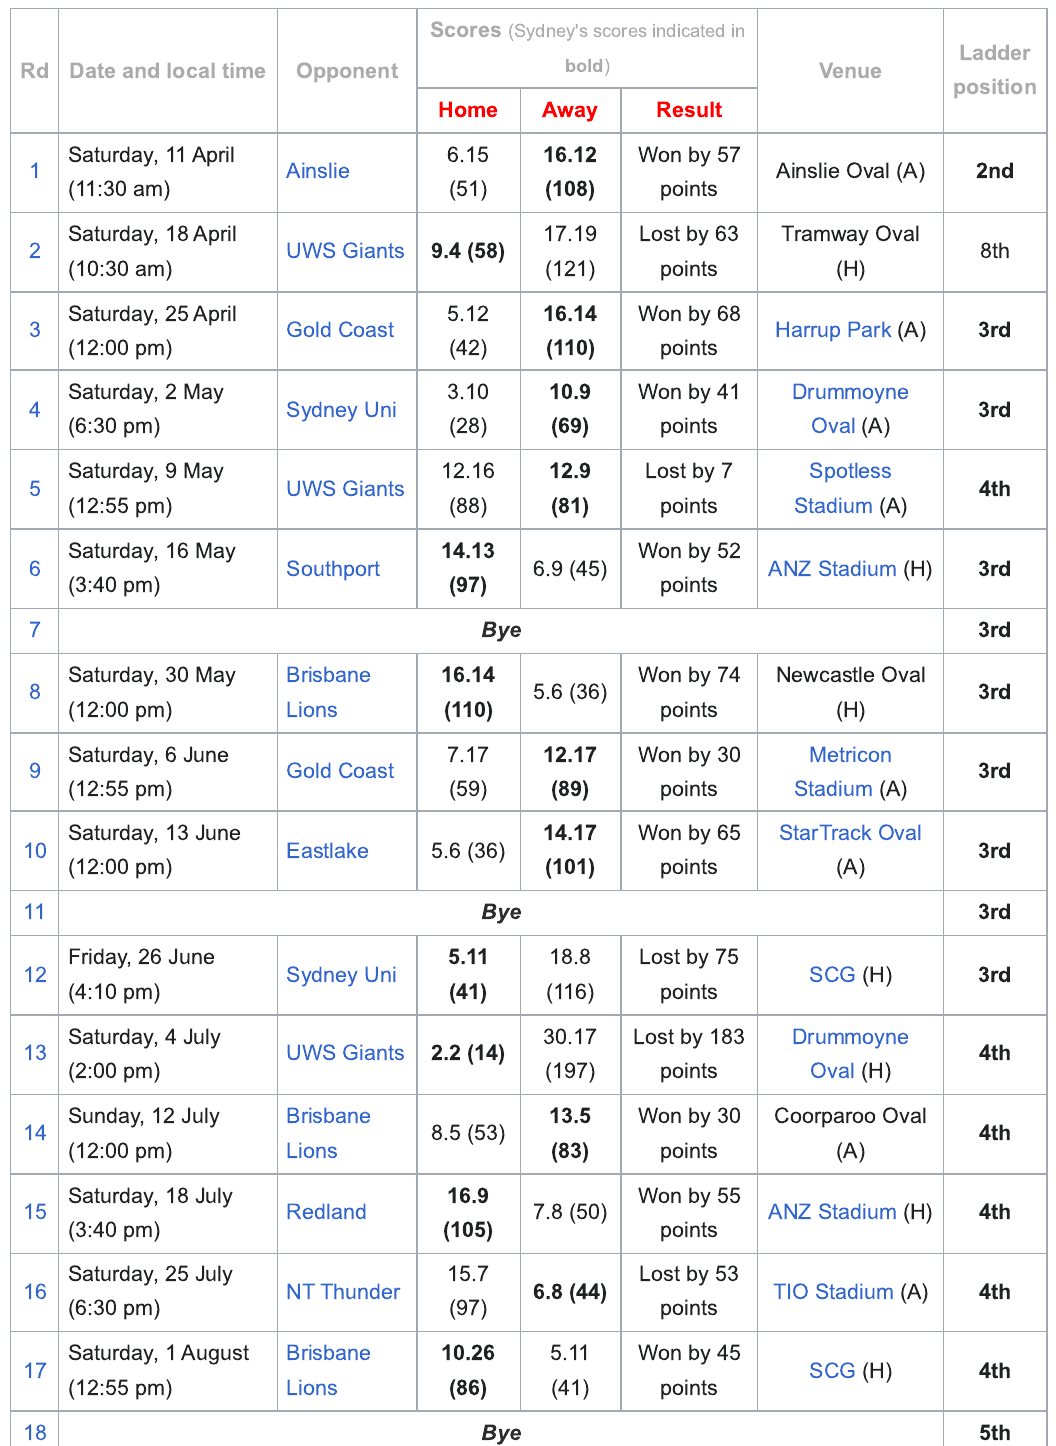 Rd Date and local time Opponent Scores (Sydney's scores indicated in bold) Venue Ladder position
Home Away Result
1 Saturday, 11 April (11:30 am) Ainslie 6.15 (51) 16.12 (108) Won by 57 points Ainslie Oval (A) 2nd
2 Saturday, 18 April (10:30 am) UWS Giants 9.4 (58) 17.19 (121) Lost by 63 points Tramway Oval (H) 8th
3 Saturday, 25 April (12:00 pm) Gold Coast 5.12 (42) 16.14 (110) Won by 68 points Harrup Park (A) 3rd
4 Saturday, 2 May (6:30 pm) Sydney Uni 3.10 (28) 10.9 (69) Won by 41 points Drummoyne Oval (A) 3rd
5 Saturday, 9 May (12:55 pm) UWS Giants 12.16 (88) 12.9 (81) Lost by 7 points Spotless Stadium (A) 4th
6 Saturday, 16 May (3:40 pm) Southport 14.13 (97) 6.9 (45) Won by 52 points ANZ Stadium (H) 3rd
7 Bye 3rd
8 Saturday, 30 May (12:00 pm) Brisbane Lions 16.14 (110) 5.6 (36) Won by 74 points Newcastle Oval (H) 3rd
9 Saturday, 6 June (12:55 pm) Gold Coast 7.17 (59) 12.17 (89) Won by 30 points Metricon Stadium (A) 3rd
10 Saturday, 13 June (12:00 pm) Eastlake 5.6 (36) 14.17 (101) Won by 65 points StarTrack Oval (A) 3rd
11 Bye 3rd
12 Friday, 26 June (4:10 pm) Sydney Uni 5.11 (41) 18.8 (116) Lost by 75 points SCG (H) 3rd
13 Saturday, 4 July (2:00 pm) UWS Giants 2.2 (14) 30.17 (197) Lost by 183 points Drummoyne Oval (H) 4th
14 Sunday, 12 July (12:00 pm) Brisbane Lions 8.5 (53) 13.5 (83) Won by 30 points Coorparoo Oval (A) 4th
15 Saturday, 18 July (3:40 pm) Redland 16.9 (105) 7.8 (50) Won by 55 points ANZ Stadium (H) 4th
16 Saturday, 25 July (6:30 pm) NT Thunder 15.7 (97) 6.8 (44) Lost by 53 points TIO Stadium (A) 4th
17 Saturday, 1 August (12:55 pm) Brisbane Lions 10.26 (86) 5.11 (41) Won by 45 points SCG (H) 4th
18 Bye 5th